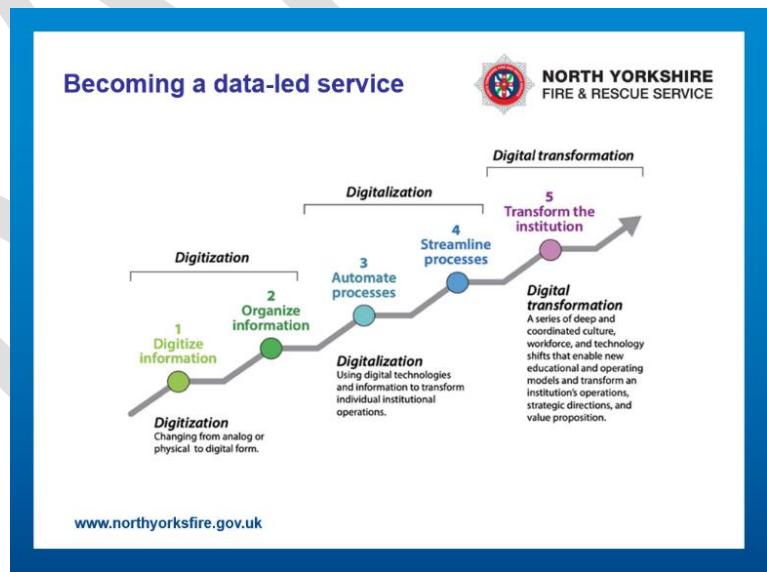 Becoming a data-led service
NORTH YORKSHIRE
FIRE & RESCUE SERVICE
Digital transformation
Digitalization
Digitization
5
Transform the
institution
4
Streamline
processes
3
Automate
processes
2
Organize
information
1
Digitize
information
Digitization
Changing from analog or
physical to digital form.
Digitalization
Using digital technologies
and information to transform
individual institutional
operations.
Digital
transformation
A series of deep and
coordinated culture,
workforce, and technology
shifts that enable new
educational and operating
models and transform an
institution's operations,
strategic directions, and
value proposition.
www.northyorksfire.gov.uk